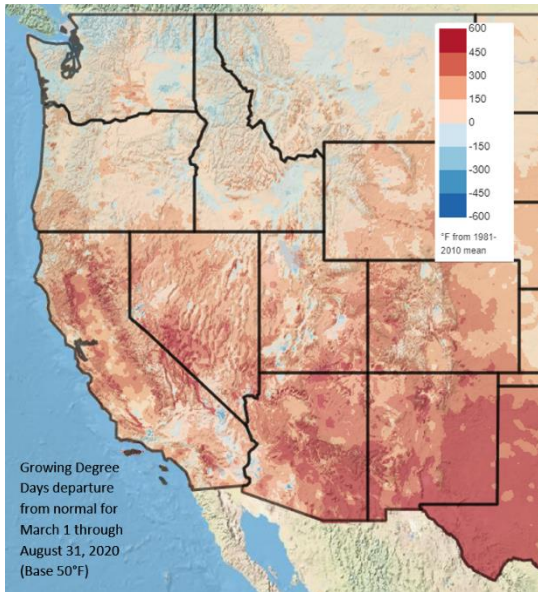 600
450
300
150
0
-150
-300
-450
-600
°F from 1981-
2010 mean
Growing Degree
Days departure
from normal for
March 1 through
August 31, 2020
(Base 50°F)